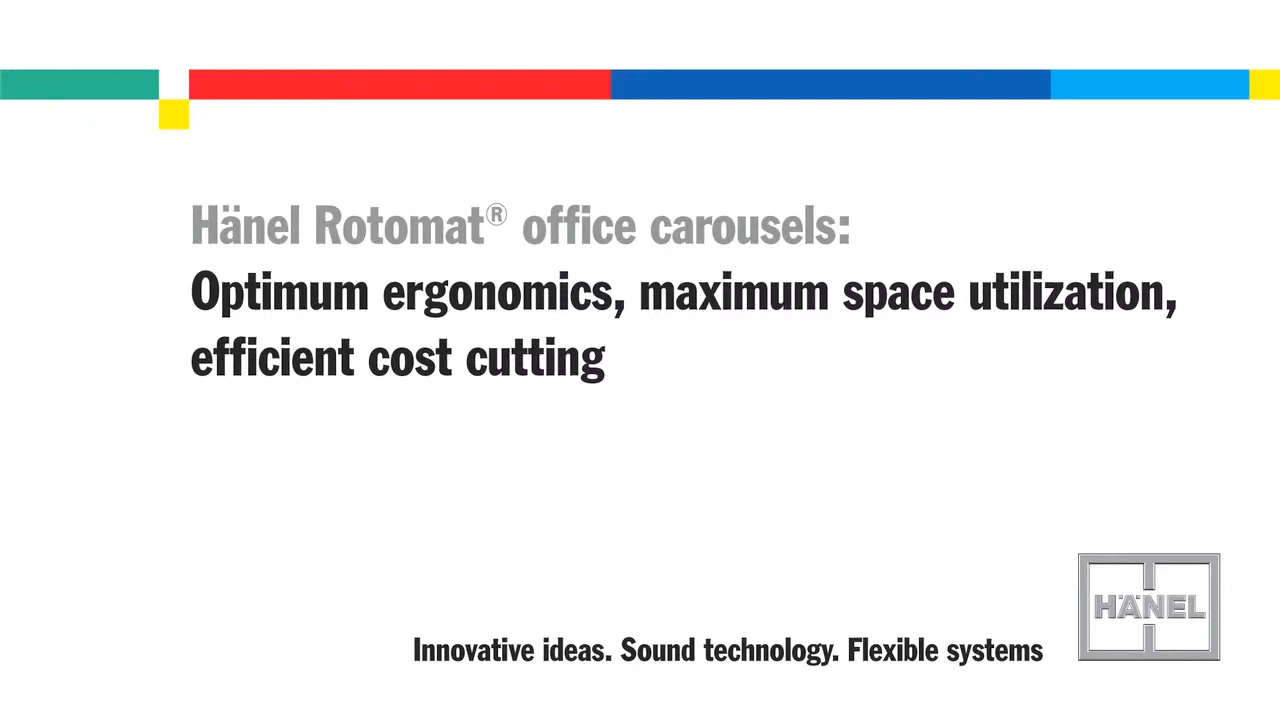 Hänel Rotomat® office carousels:
Optimum ergonomics, maximum space utilization,
efficient cost cutting
HÄNEL
Innovative ideas. Sound technology. Flexible systems